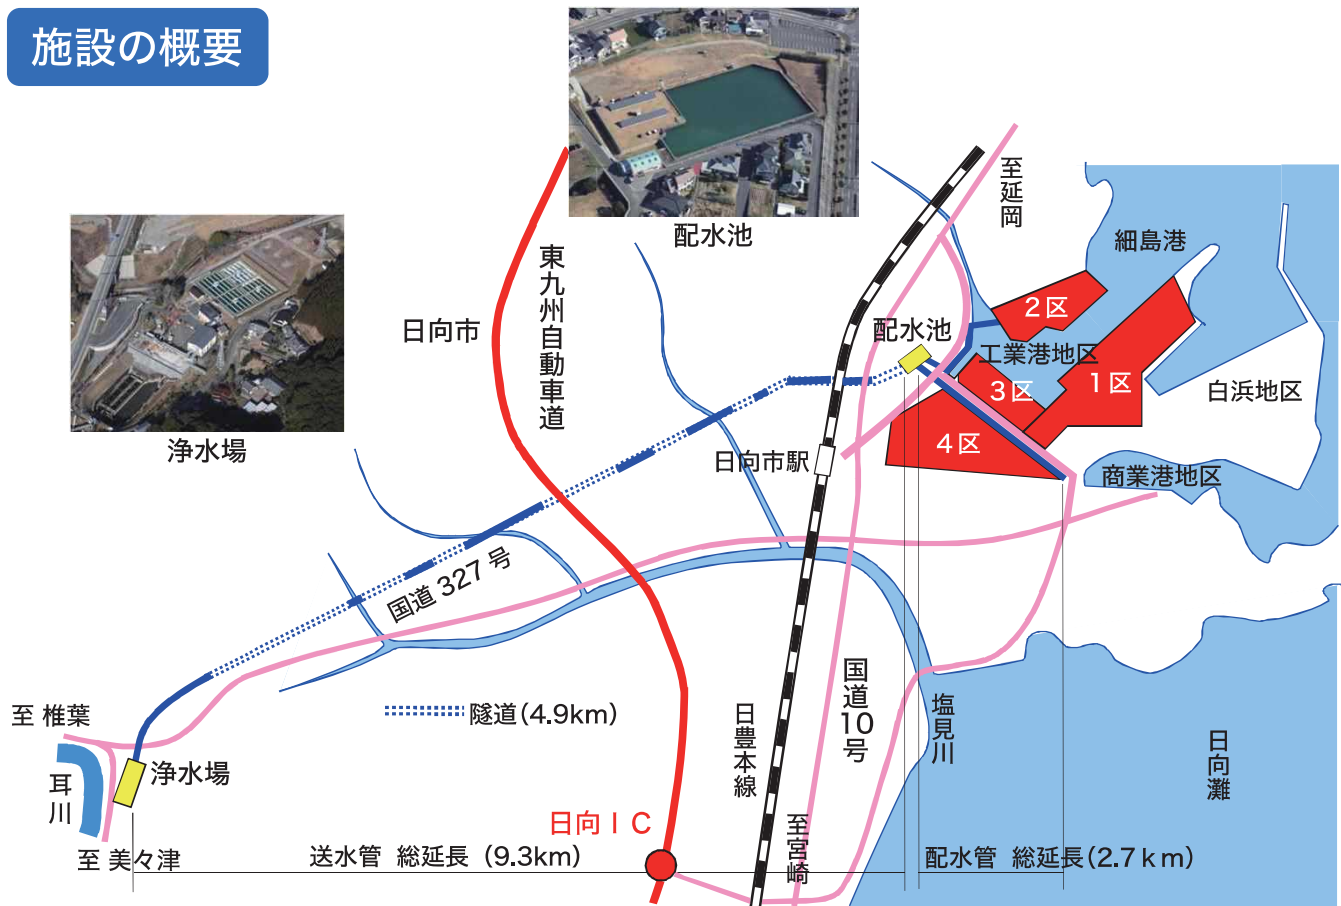 施設の概要
配水池
浄水場
日向市
東九州自動車道
至延岡
細島港
2区
配水池
工業港地区
1区
3区
白浜地区
4区
日向市駅
商業港地区
国道 327 号
隧道(4.9km)
国道10号
日豊本線
塩見川
日向灘
至 椎葉
浄水場
耳川
日向IC
至宮崎
至 美々津
送水管 総延長 (9.3km)
配水管 総延長(2.7km)